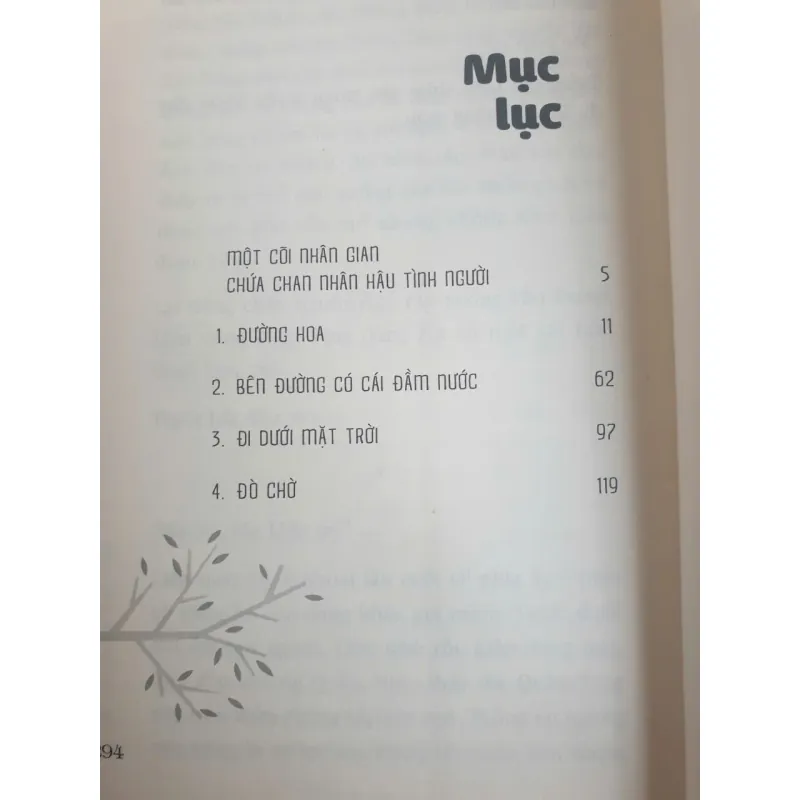 Mục
lục
MỘT CÕI NHÂN GIAN
CHỨA CHAN NHÂN HẬU TÌNH NGƯỜI 5
1. ĐƯỜNG HOA 11
2. BÊN ĐƯỜNG CÓ CÁI ĐẦM NƯỚC 62
3. ĐI DƯỚI MẶT TRỜI 97
4. ĐÒ CHỜ 119
294